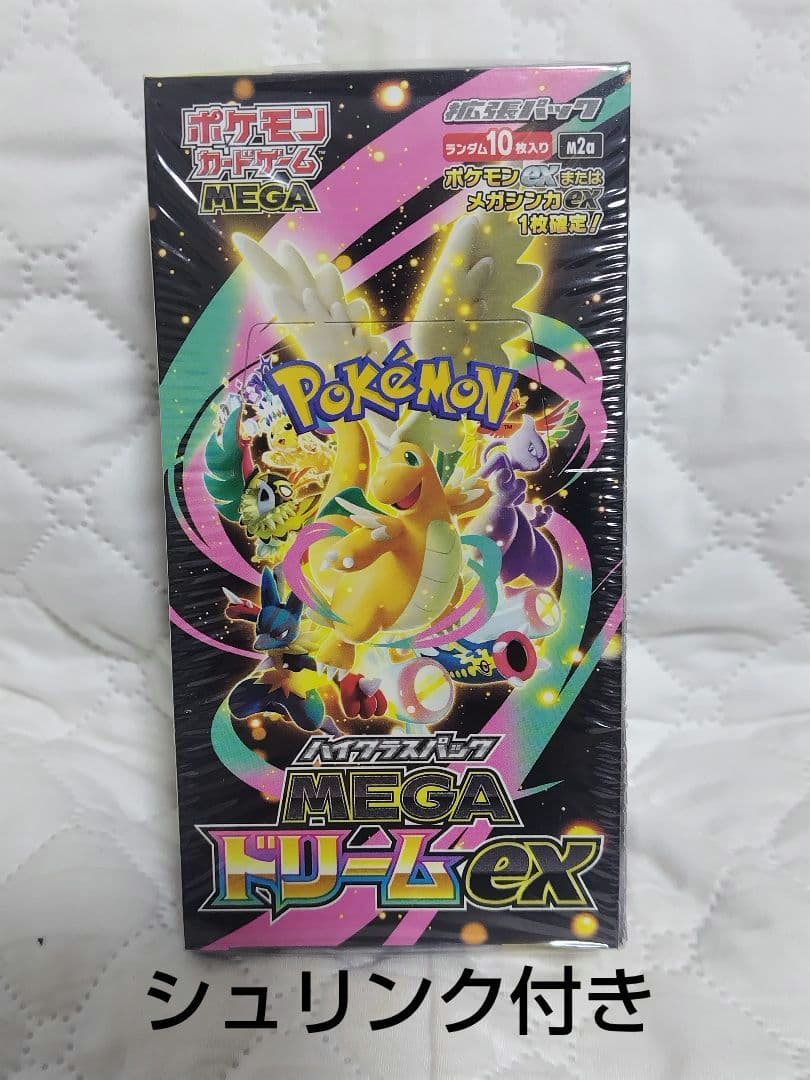 ポケモン
カードゲーム
MEGA
拡張パック
ランダム10枚入り M2a
ポケモンexまたは
メガシンカex
1枚確定!
POKéMON
ハイクラスパック
MEGA
ドリームex
シュリンク付き